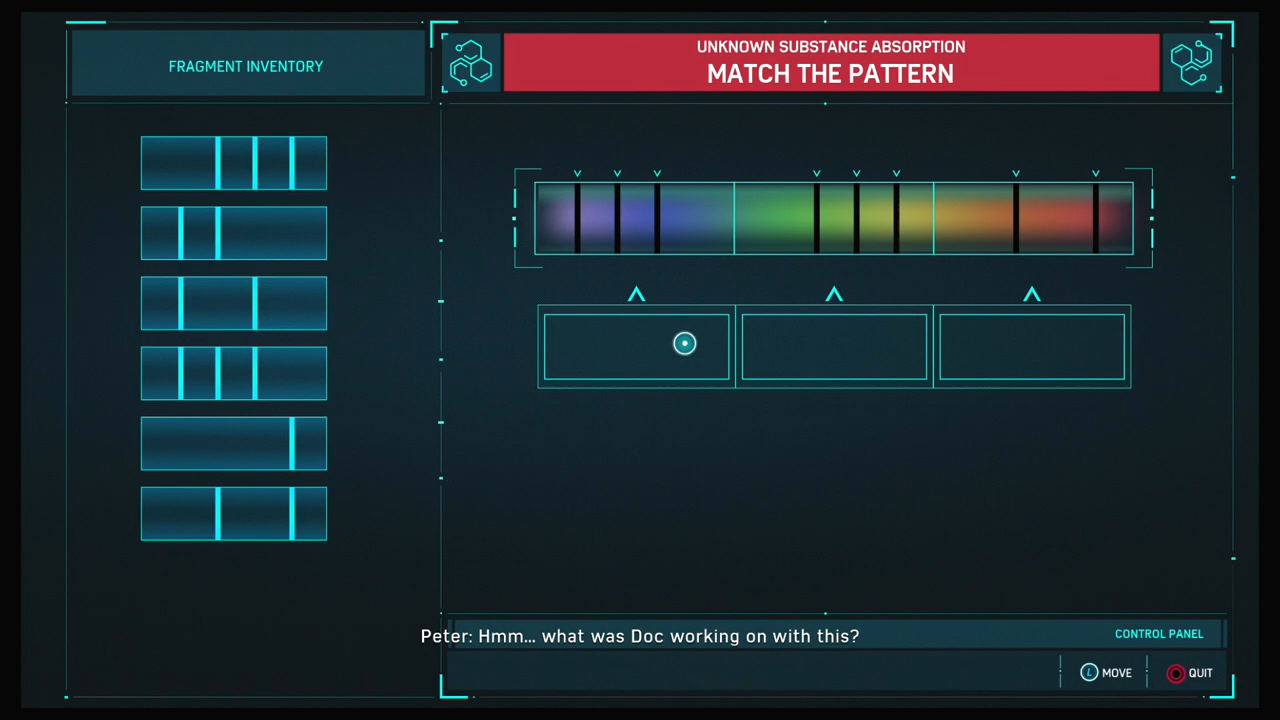 FRAGMENT INVENTORY
UNKNOWN SUBSTANCE ABSORPTION
MATCH THE PATTERN
Peter: Hmm... what was Doc working on with this?
CONTROL PANEL
L MOVE
QUIT